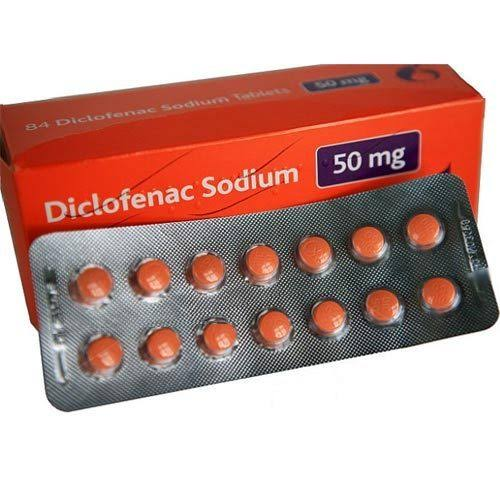 84 Diclofenac Sodium Tablets 50 mg
Diclofenac Sodium 50 mg